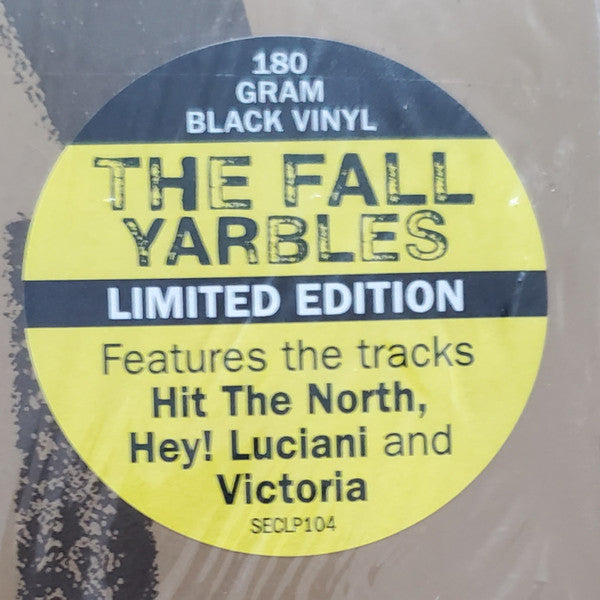 180
GRAM
BLACK VINYL
THE FALL
YARBLES
LIMITED EDITION
Features the tracks
Hit The North,
Hey! Luciani and
Victoria
SECLP104